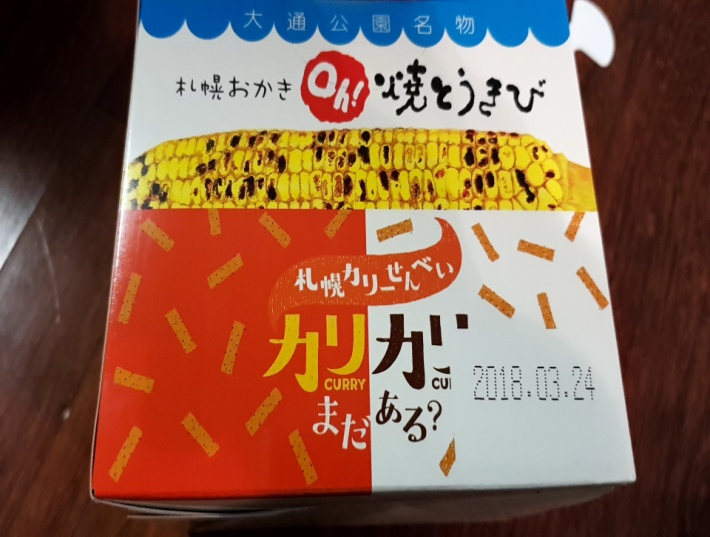 大通公園名物
札幌おかき Oh! 焼とうきび
札幌カリーせんべい
カリカリ
CURRY CU
2018.03.24
まだある?